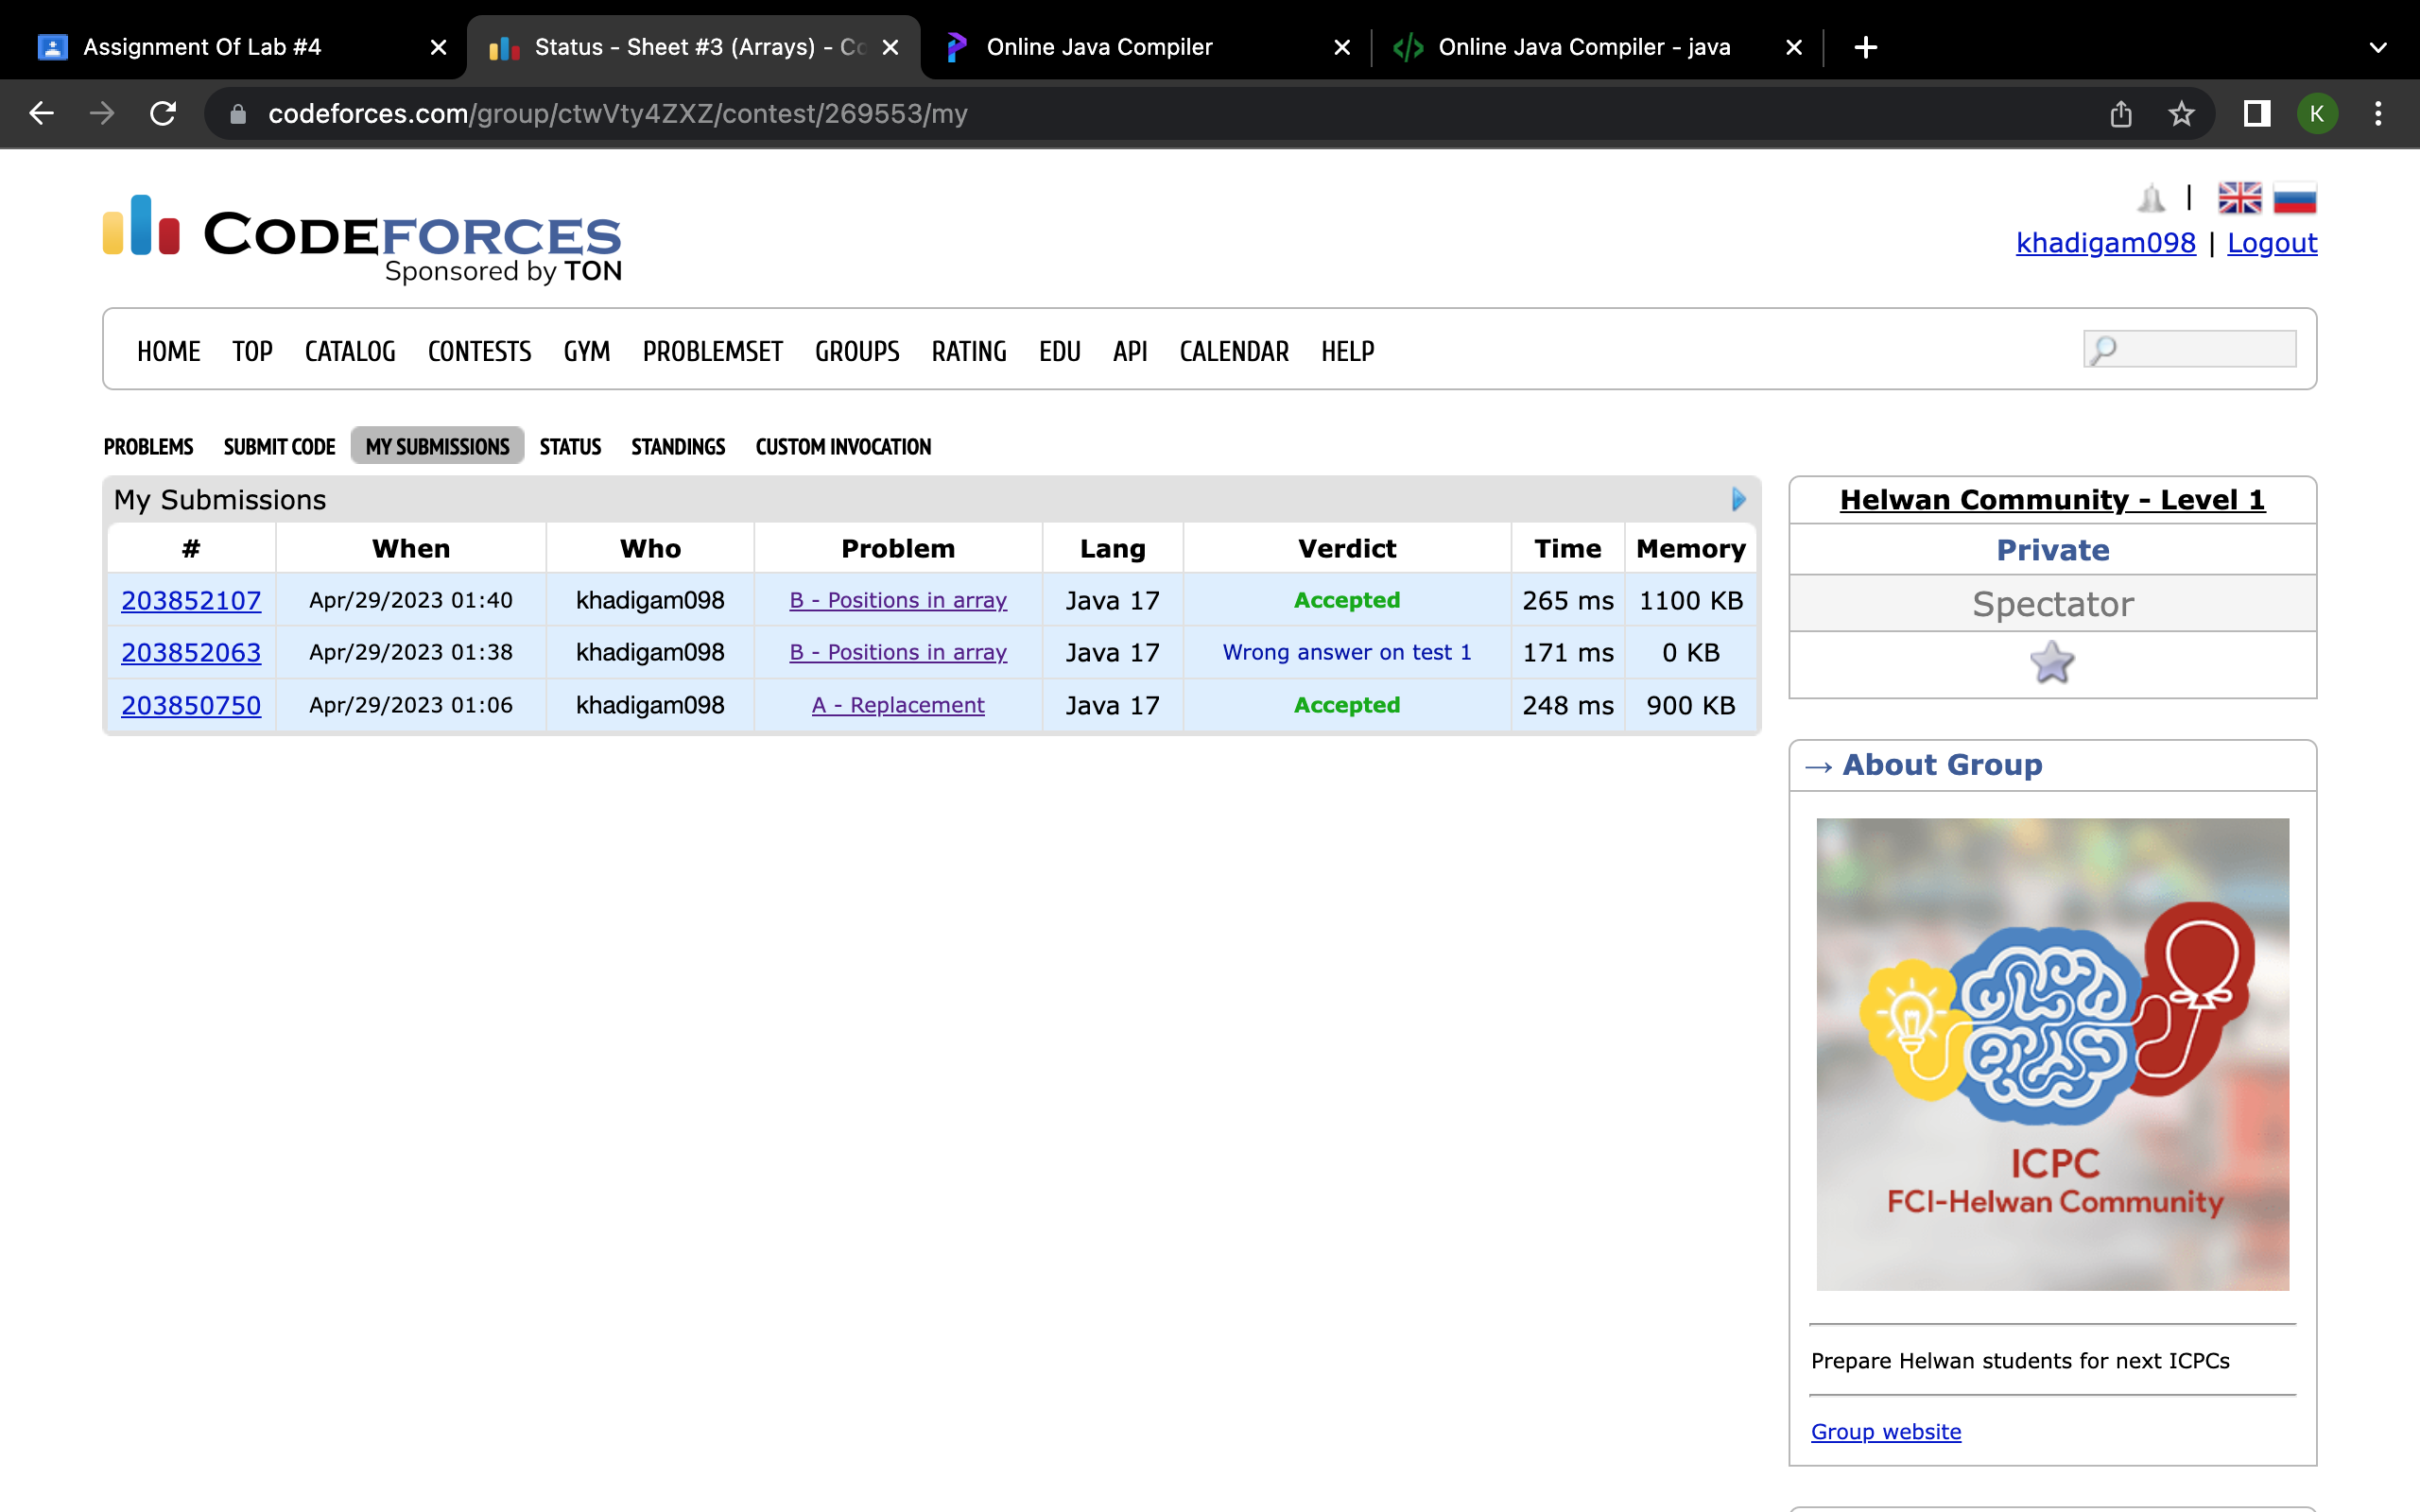 Assignment Of Lab #4
Status - Sheet #3 (Arrays) - Co
Online Java Compiler
Online Java Compiler - java
codeforces.com/group/ctwVty4ZXZ/contest/269553/my
K
CODEFORCES
Sponsored by TON
khadigam098 | Logout
HOME TOP CATALOG CONTESTS GYM PROBLEMSET GROUPS RATING EDU API CALENDAR HELP
PROBLEMS SUBMIT CODE MY SUBMISSIONS STATUS STANDINGS CUSTOM INVOCATION
My Submissions
# When Who Problem Lang Verdict Time Memory
203852107 Apr/29/2023 01:40 khadigam098 B - Positions in array Java 17 Accepted 265 ms 1100 KB
203852063 Apr/29/2023 01:38 khadigam098 B - Positions in array Java 17 Wrong answer on test 1 171 ms 0 KB
203850750 Apr/29/2023 01:06 khadigam098 A - Replacement Java 17 Accepted 248 ms 900 KB
Helwan Community - Level 1
Private
Spectator
→ About Group
ICPC
FCI-Helwan Community
Prepare Helwan students for next ICPCs
Group website